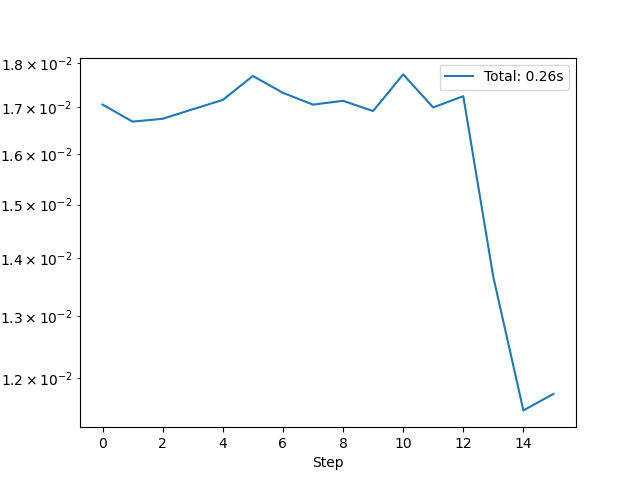 Total: 0.26s
1.8 × 10⁻²
1.7 × 10⁻²
1.6 × 10⁻²
1.5 × 10⁻²
1.4 × 10⁻²
1.3 × 10⁻²
1.2 × 10⁻²
0 2 4 6 8 10 12 14
Step